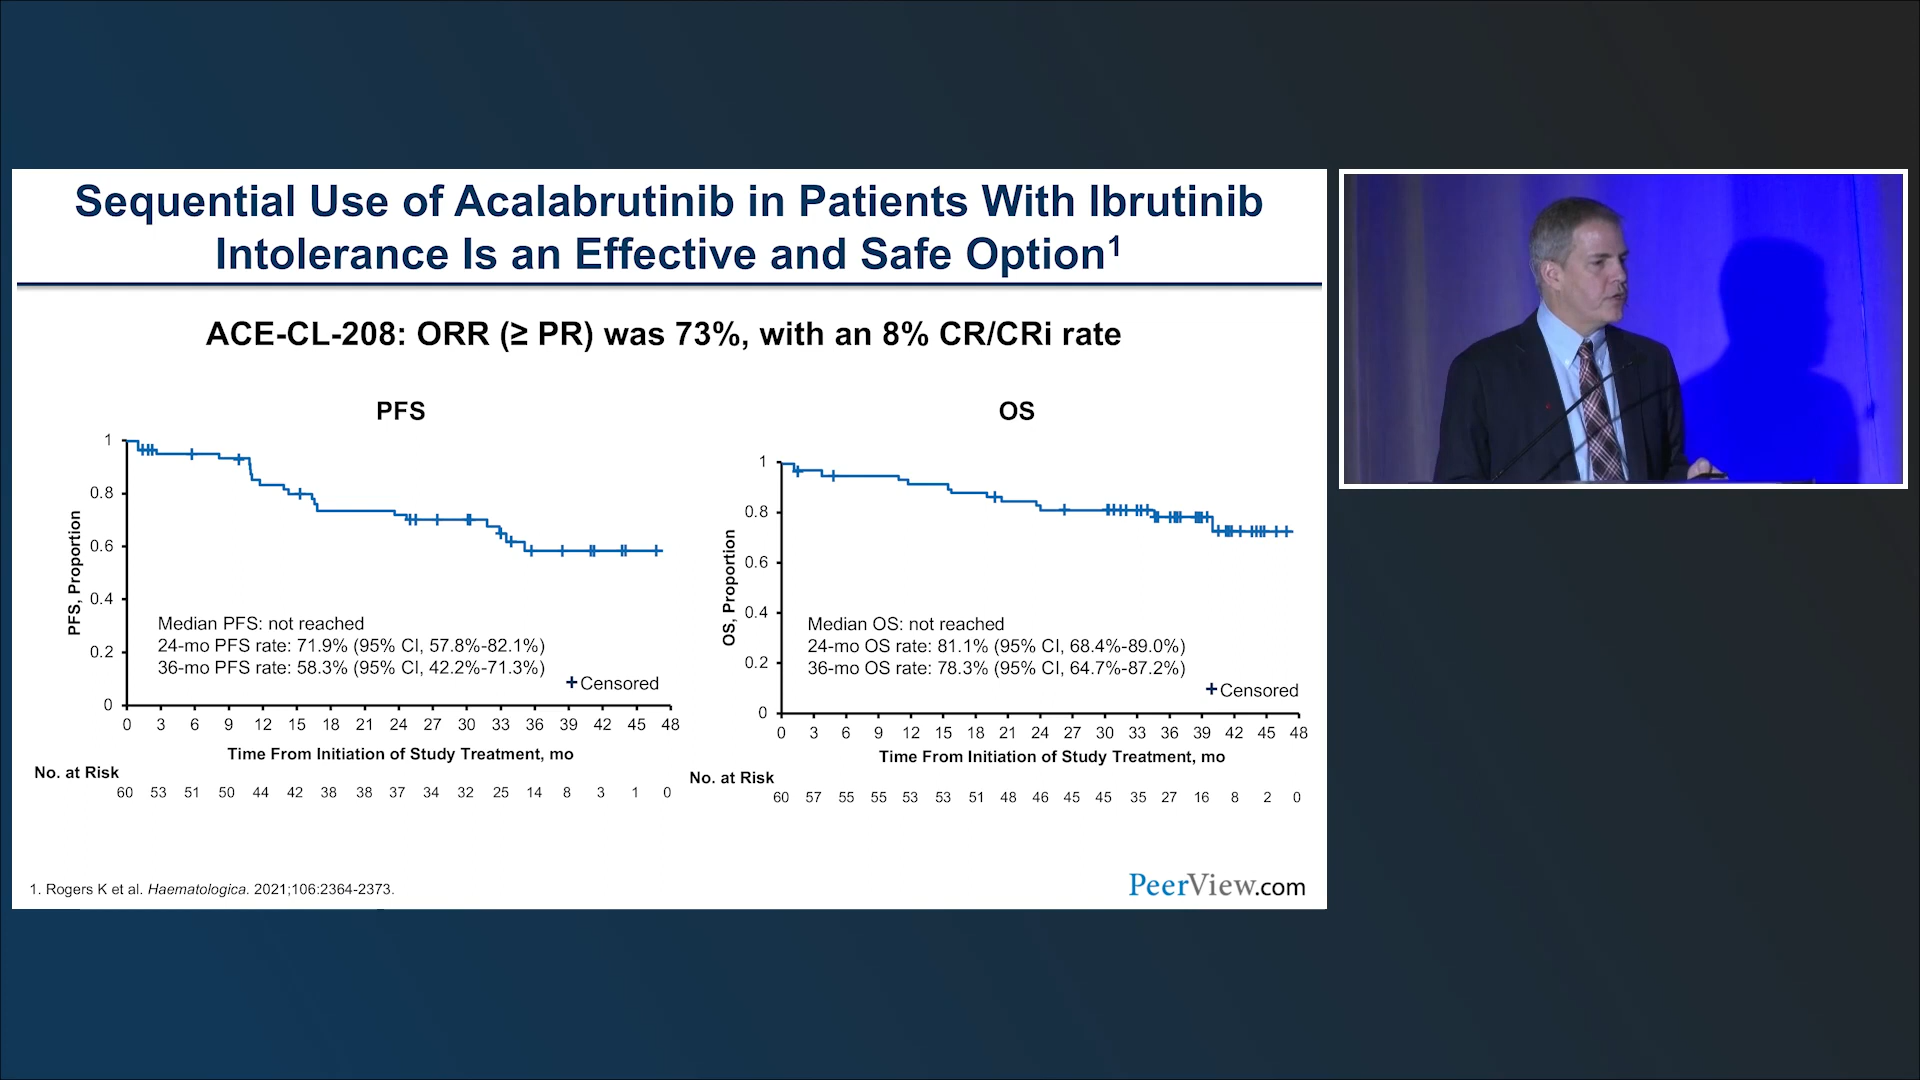 Sequential Use of Acalabrutinib in Patients With Ibrutinib
Intolerance Is an Effective and Safe Option1
ACE-CL-208: ORR (≥ PR) was 73%, with an 8% CR/CRi rate
PFS
1
0.8
0.6
0.4
0.2
0
PFS, Proportion
Median PFS: not reached
24-mo PFS rate: 71.9% (95% CI, 57.8%-82.1%)
36-mo PFS rate: 58.3% (95% CI, 42.2%-71.3%)
+ Censored
0 3 6 9 12 15 18 21 24 27 30 33 36 39 42 45 48
Time From Initiation of Study Treatment, mo
No. at Risk
60 53 51 50 44 42 38 38 37 34 32 25 14 8 3 1 0
OS
1
0.8
0.6
0.4
0.2
0
OS, Proportion
Median OS: not reached
24-mo OS rate: 81.1% (95% CI, 68.4%-89.0%)
36-mo OS rate: 78.3% (95% CI, 64.7%-87.2%)
+ Censored
0 3 6 9 12 15 18 21 24 27 30 33 36 39 42 45 48
Time From Initiation of Study Treatment, mo
No. at Risk
60 57 55 55 53 53 51 48 46 45 45 35 27 16 8 2 0
1. Rogers K et al. Haematologica. 2021;106:2364-2373.
PeerView.com